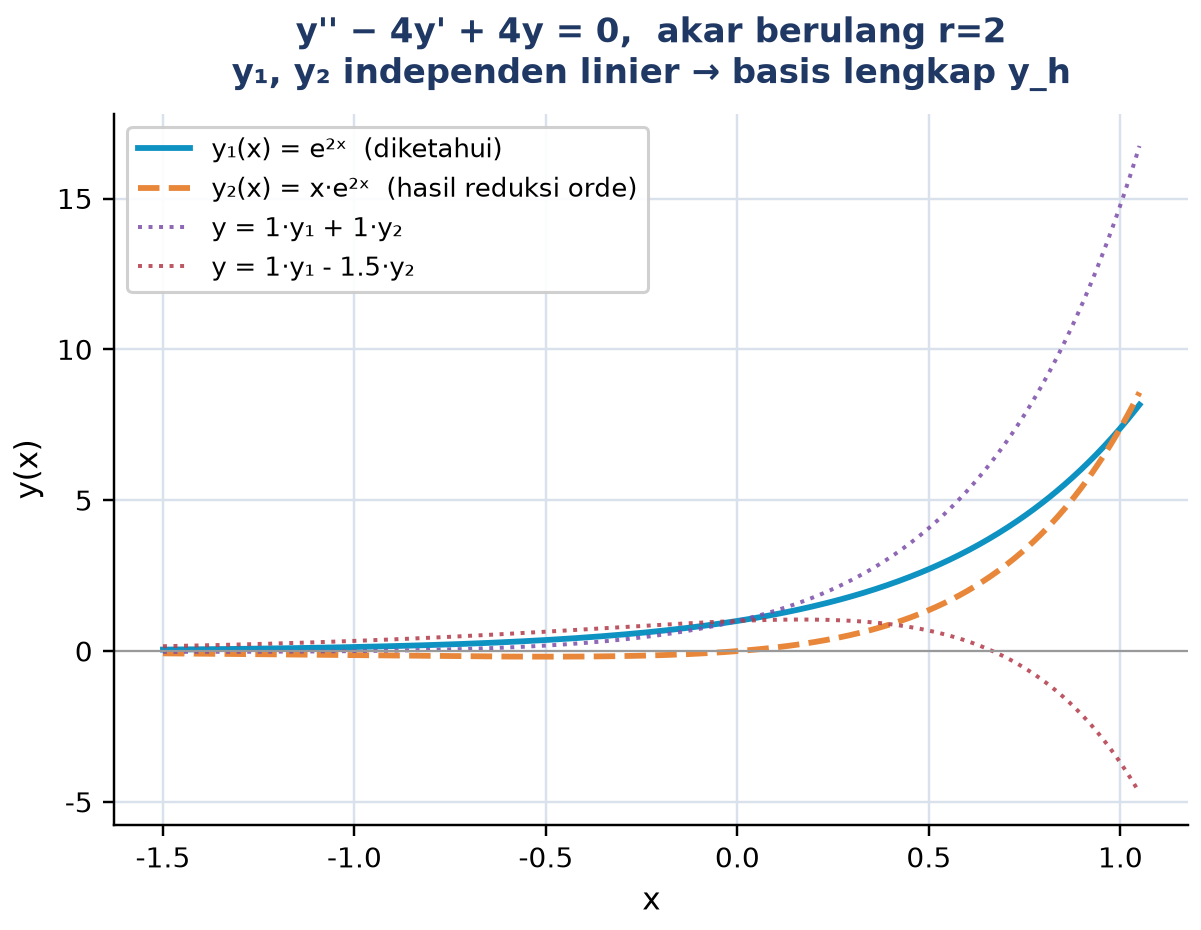 y'' − 4y' + 4y = 0,  akar berulang r=2
y₁, y₂ independen linier → basis lengkap y_h
y₁(x) = e²ˣ  (diketahui)
y₂(x) = x·e²ˣ  (hasil reduksi orde)
y = 1·y₁ + 1·y₂
y = 1·y₁ - 1.5·y₂
15
10
5
0
-5
y(x)
-1.5 -1.0 -0.5 0.0 0.5 1.0
x